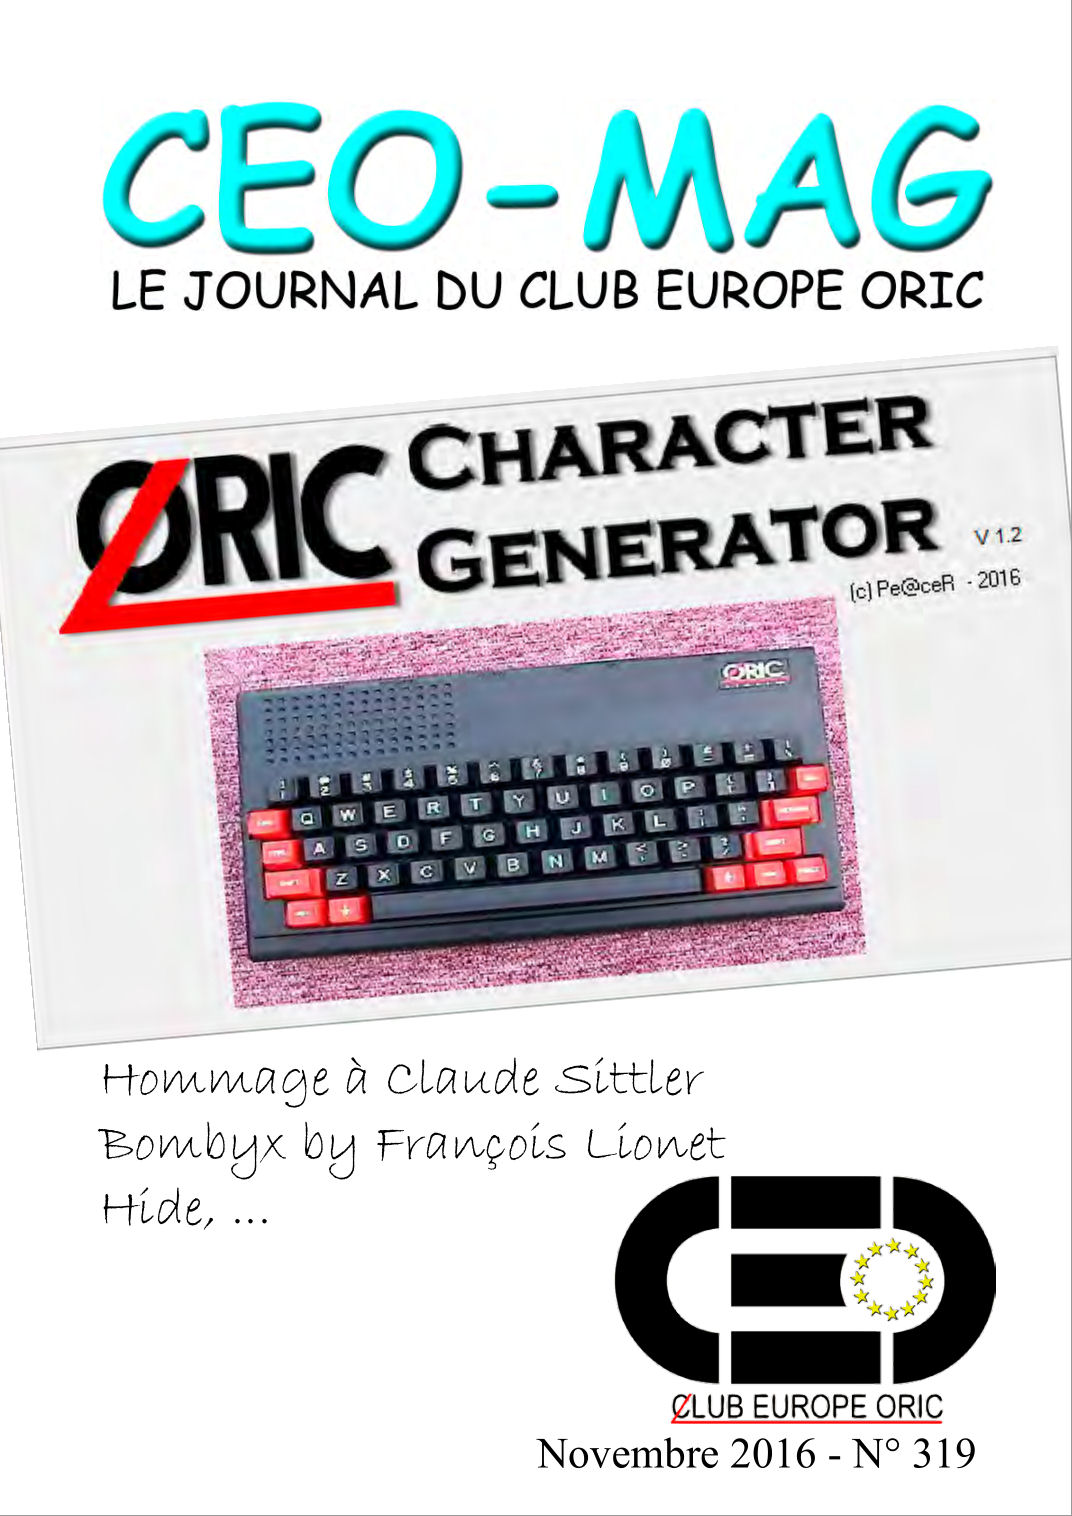 CEO-MAG
LE JOURNAL DU CLUB EUROPE ORIC
ORIC CHARACTER
GENERATOR
V 1.2
(c) Pe@ceR - 2016
ORIC
Q W E R T Y U I O P
A S D F G H J K L
Z X C V B N M
Hommage à Claude Sittler
Bombyx by François Lionet
Hide, ...
CEO
CLUB EUROPE ORIC
Novembre 2016 - N° 319